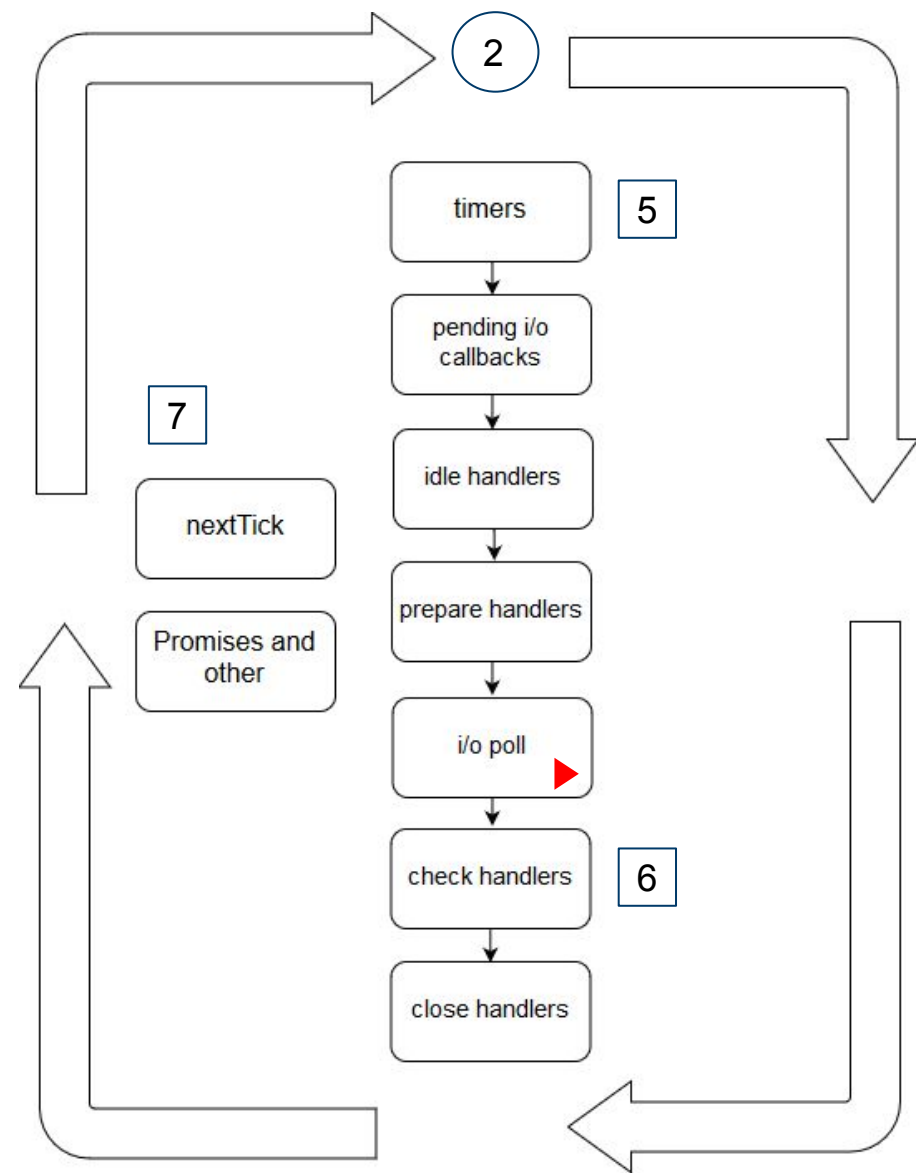 2
timers
5
pending i/o
callbacks
7
idle handlers
nextTick
prepare handlers
Promises and
other
i/o poll
check handlers
6
close handlers